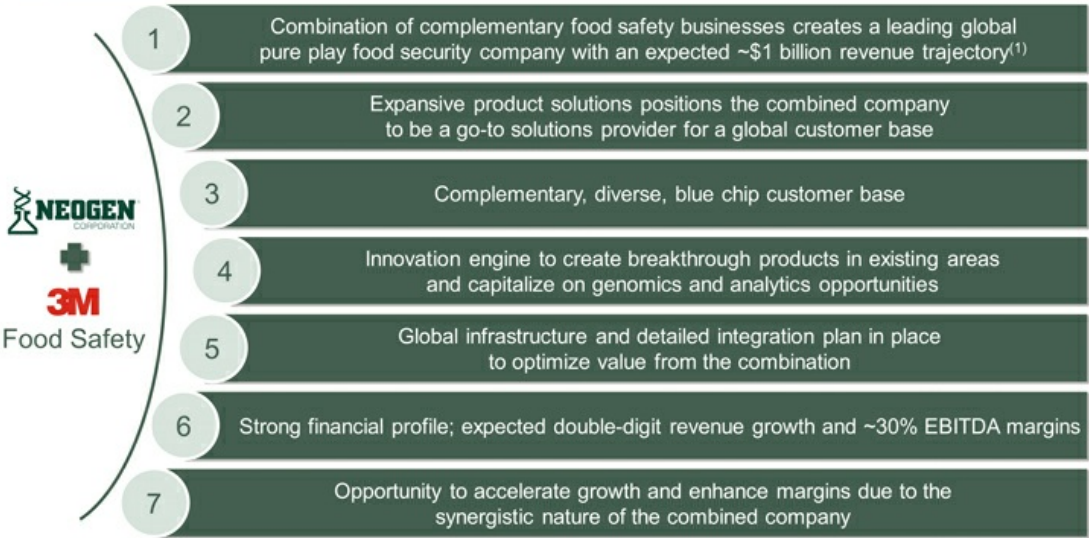 NEOGEN
CORPORATION
3M
Food Safety
1
Combination of complementary food safety businesses creates a leading global
pure play food security company with an expected ~$1 billion revenue trajectory(1)
2
Expansive product solutions positions the combined company
to be a go-to solutions provider for a global customer base
3
Complementary, diverse, blue chip customer base
4
Innovation engine to create breakthrough products in existing areas
and capitalize on genomics and analytics opportunities
5
Global infrastructure and detailed integration plan in place
to optimize value from the combination
6
Strong financial profile; expected double-digit revenue growth and ~30% EBITDA margins
7
Opportunity to accelerate growth and enhance margins due to the
synergistic nature of the combined company